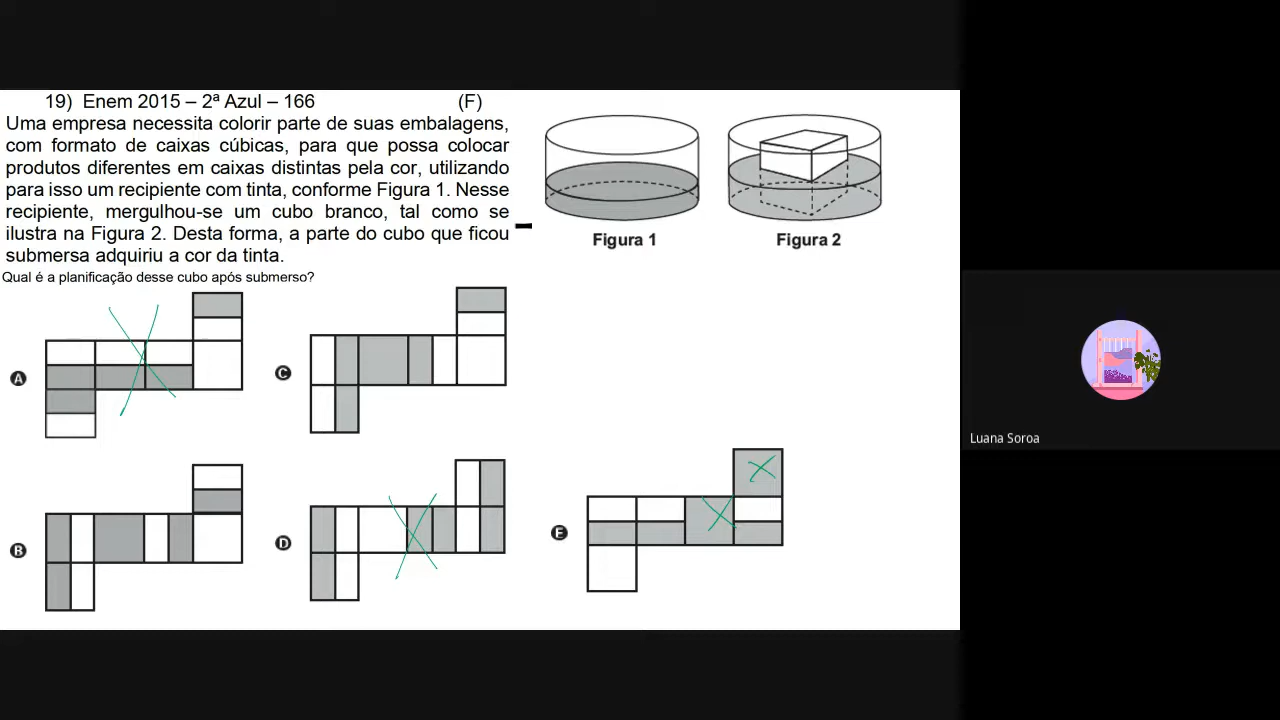 19) Enem 2015 – 2ª Azul – 166 (F)
Uma empresa necessita colorir parte de suas embalagens,
com formato de caixas cúbicas, para que possa colocar
produtos diferentes em caixas distintas pela cor, utilizando
para isso um recipiente com tinta, conforme Figura 1. Nesse
recipiente, mergulhou-se um cubo branco, tal como se
ilustra na Figura 2. Desta forma, a parte do cubo que ficou
submersa adquiriu a cor da tinta.
Qual é a planificação desse cubo após submerso?
Figura 1
Figura 2
A
C
B
D
E
Luana Soroa